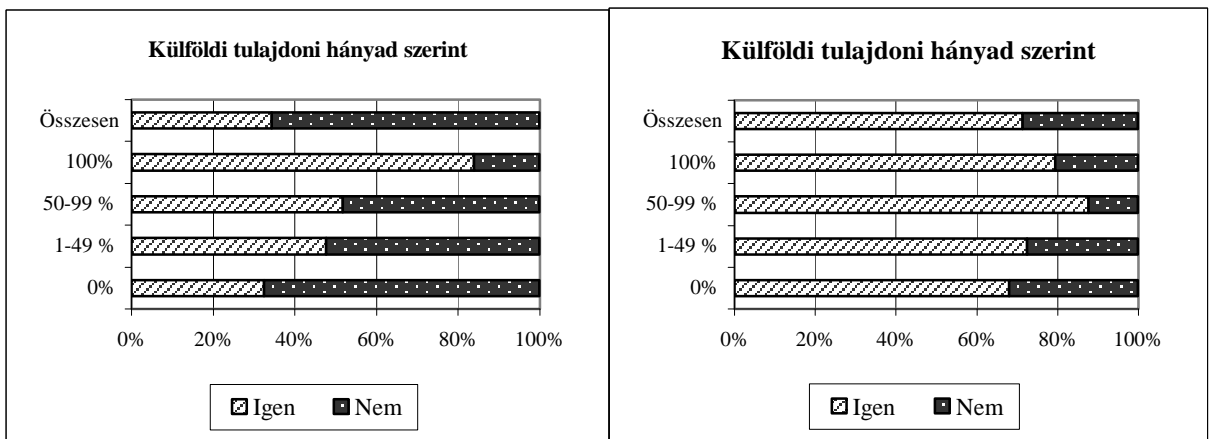 Külföldi tulajdoni hányad szerint
Összesen
100%
50-99 %
1-49 %
0%
0% 20% 40% 60% 80% 100%
Igen Nem
Külföldi tulajdoni hányad szerint
Összesen
100%
50-99 %
1-49 %
0%
0% 20% 40% 60% 80% 100%
Igen Nem